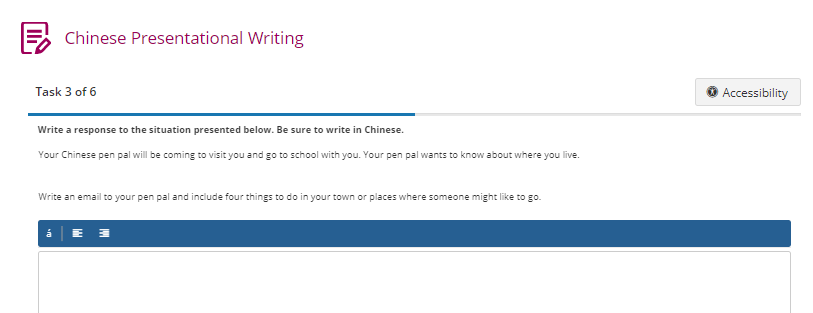 Chinese Presentational Writing
Task 3 of 6
Accessibility
Write a response to the situation presented below. Be sure to write in Chinese.
Your Chinese pen pal will be coming to visit you and go to school with you. Your pen pal wants to know about where you live.
Write an email to your pen pal and include four things to do in your town or places where someone might like to go.
á